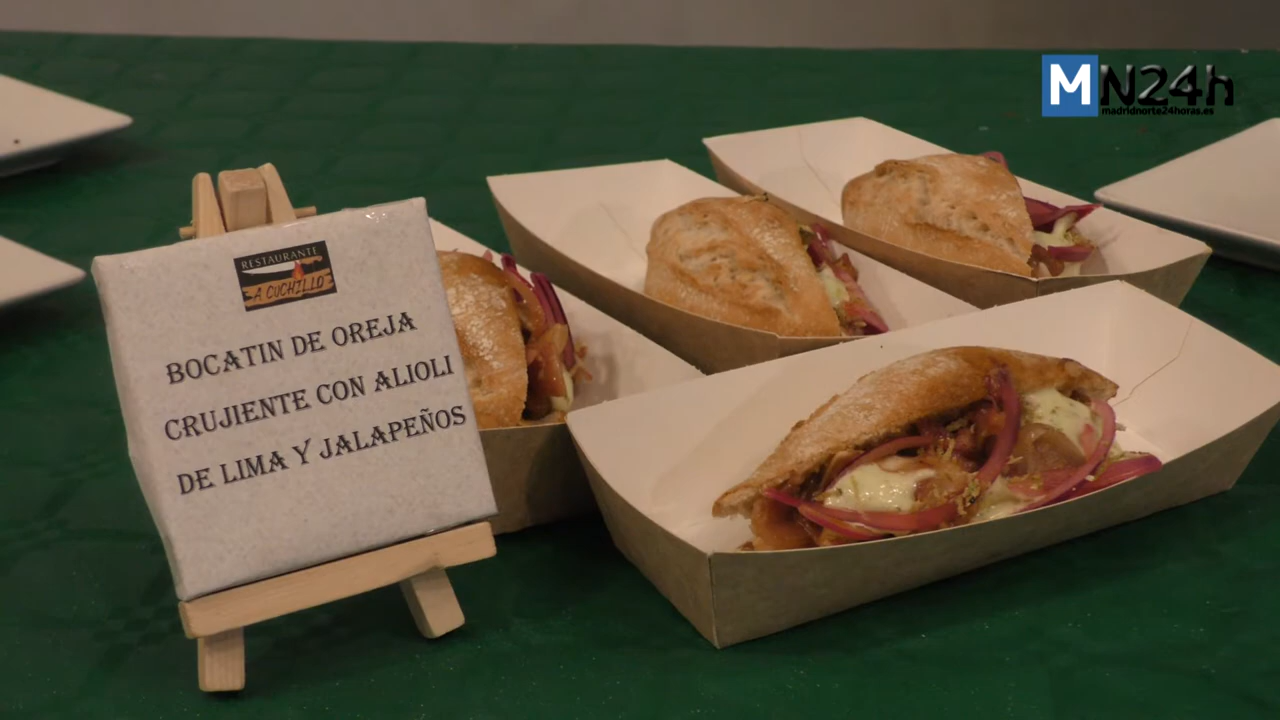 MN24h
madridnorte24horas.es
RESTAURANTE
A CUCHILLO
BOCATIN DE OREJA
CRUJIENTE CON ALIOLI
DE LIMA Y JALAPEÑOS